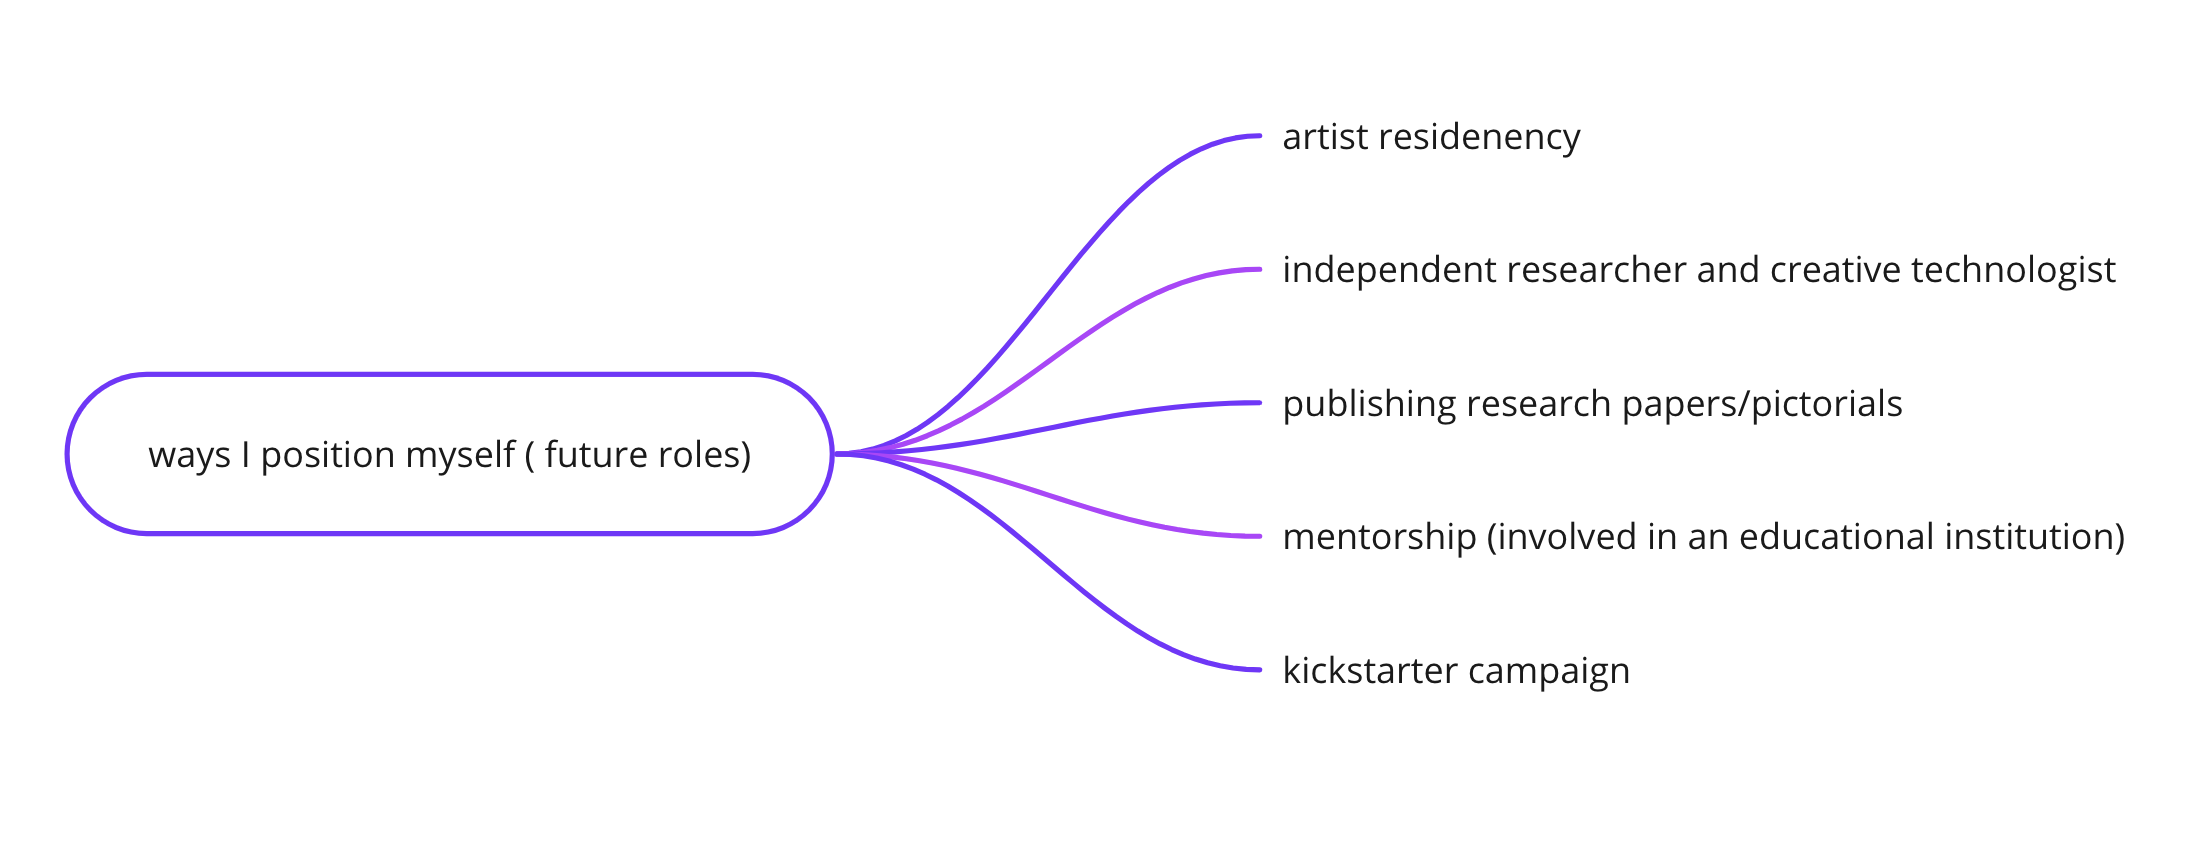 artist residenency
independent researcher and creative technologist
publishing research papers/pictorials
ways I position myself ( future roles)
mentorship (involved in an educational institution)
kickstarter campaign